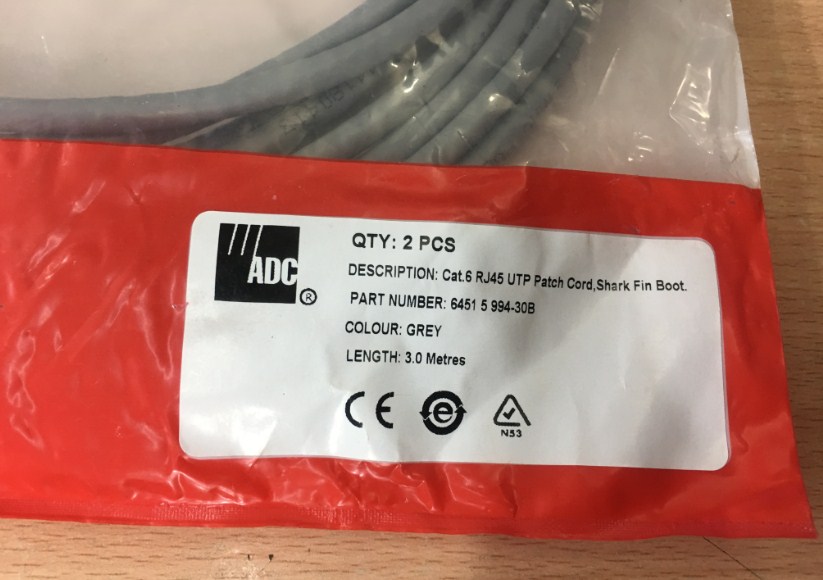 ADC
®
QTY: 2 PCS
DESCRIPTION: Cat.6 RJ45 UTP Patch Cord,Shark Fin Boot.
PART NUMBER: 6451 5 994-30B
COLOUR: GREY
LENGTH: 3.0 Metres
CE
e
N53